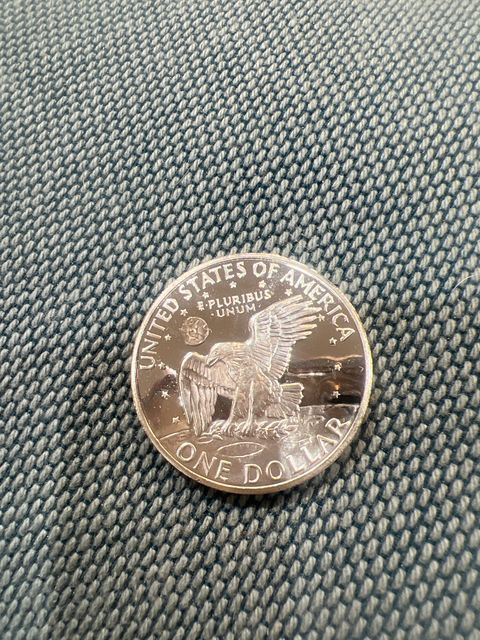 UNITED STATES OF AMERICA
E·PLURIBUS
·UNUM·
ONE DOLLAR